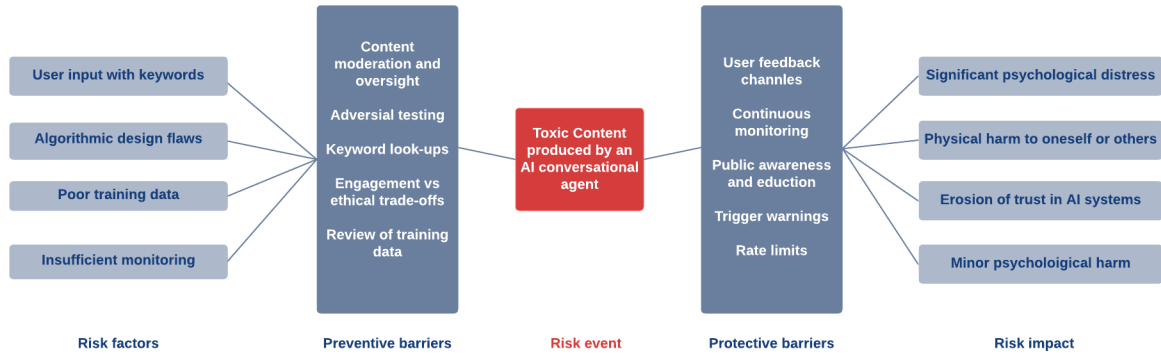 User input with keywords
Algorithmic design flaws
Poor training data
Insufficient monitoring
Risk factors
Content
moderation and
oversight
Adversial testing
Keyword look-ups
Engagement vs
ethical trade-offs
Review of training
data
Preventive barriers
Toxic Content
produced by an
AI conversational
agent
Risk event
User feedback
channles
Continuous
monitoring
Public awareness
and eduction
Trigger warnings
Rate limits
Protective barriers
Significant psychological distress
Physical harm to oneself or others
Erosion of trust in AI systems
Minor psycholoigical harm
Risk impact